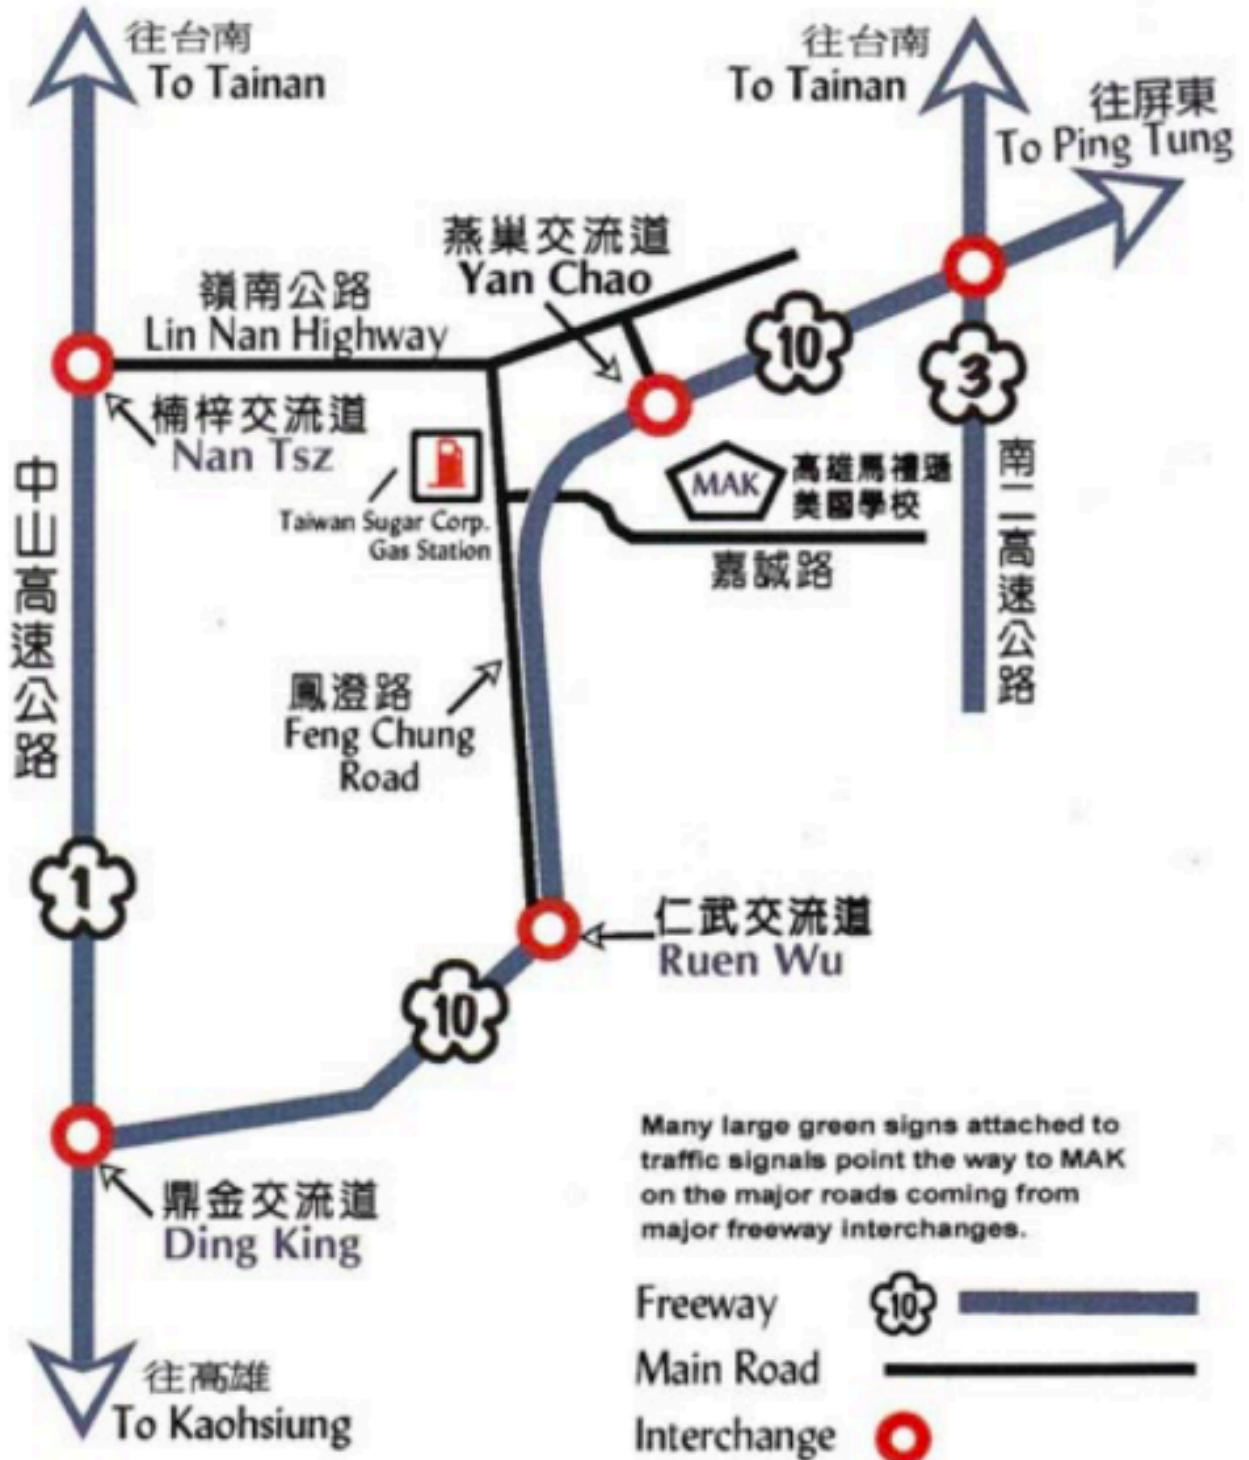 往台南
To Tainan
往台南
To Tainan
往屏東
To Ping Tung
燕巢交流道
Yan Chao
嶺南公路
Lin Nan Highway
10
3
楠梓交流道
Nan Tsz
MAK
高雄馬禮遜
美國學校
Taiwan Sugar Corp.
Gas Station
嘉誠路
中山高速公路
南二高速公路
鳳澄路
Feng Chung
Road
1
仁武交流道
Ruen Wu
10
鼎金交流道
Ding King
Many large green signs attached to
traffic signals point the way to MAK
on the major roads coming from
major freeway interchanges.
Freeway 10
Main Road
Interchange
往高雄
To Kaohsiung